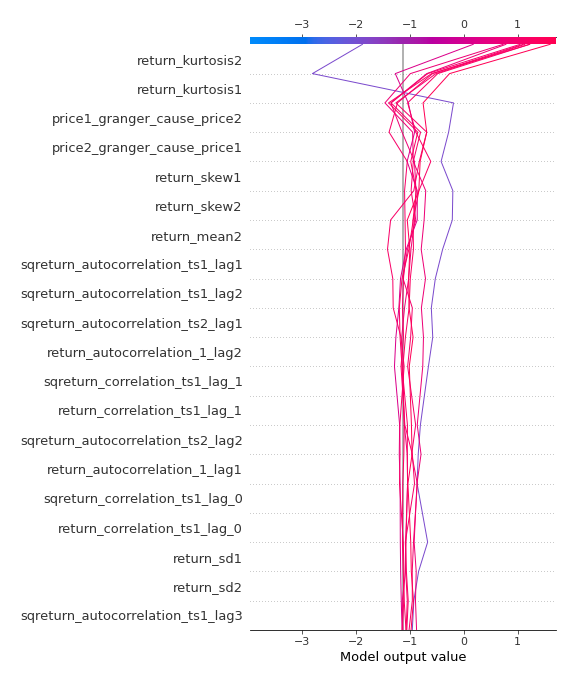 −3 −2 −1 0 1
return_kurtosis2
return_kurtosis1
price1_granger_cause_price2
price2_granger_cause_price1
return_skew1
return_skew2
return_mean2
sqreturn_autocorrelation_ts1_lag1
sqreturn_autocorrelation_ts1_lag2
sqreturn_autocorrelation_ts2_lag1
return_autocorrelation_1_lag2
sqreturn_correlation_ts1_lag_1
return_correlation_ts1_lag_1
sqreturn_autocorrelation_ts2_lag2
return_autocorrelation_1_lag1
sqreturn_correlation_ts1_lag_0
return_correlation_ts1_lag_0
return_sd1
return_sd2
sqreturn_autocorrelation_ts1_lag3
−3 −2 −1 0 1
Model output value